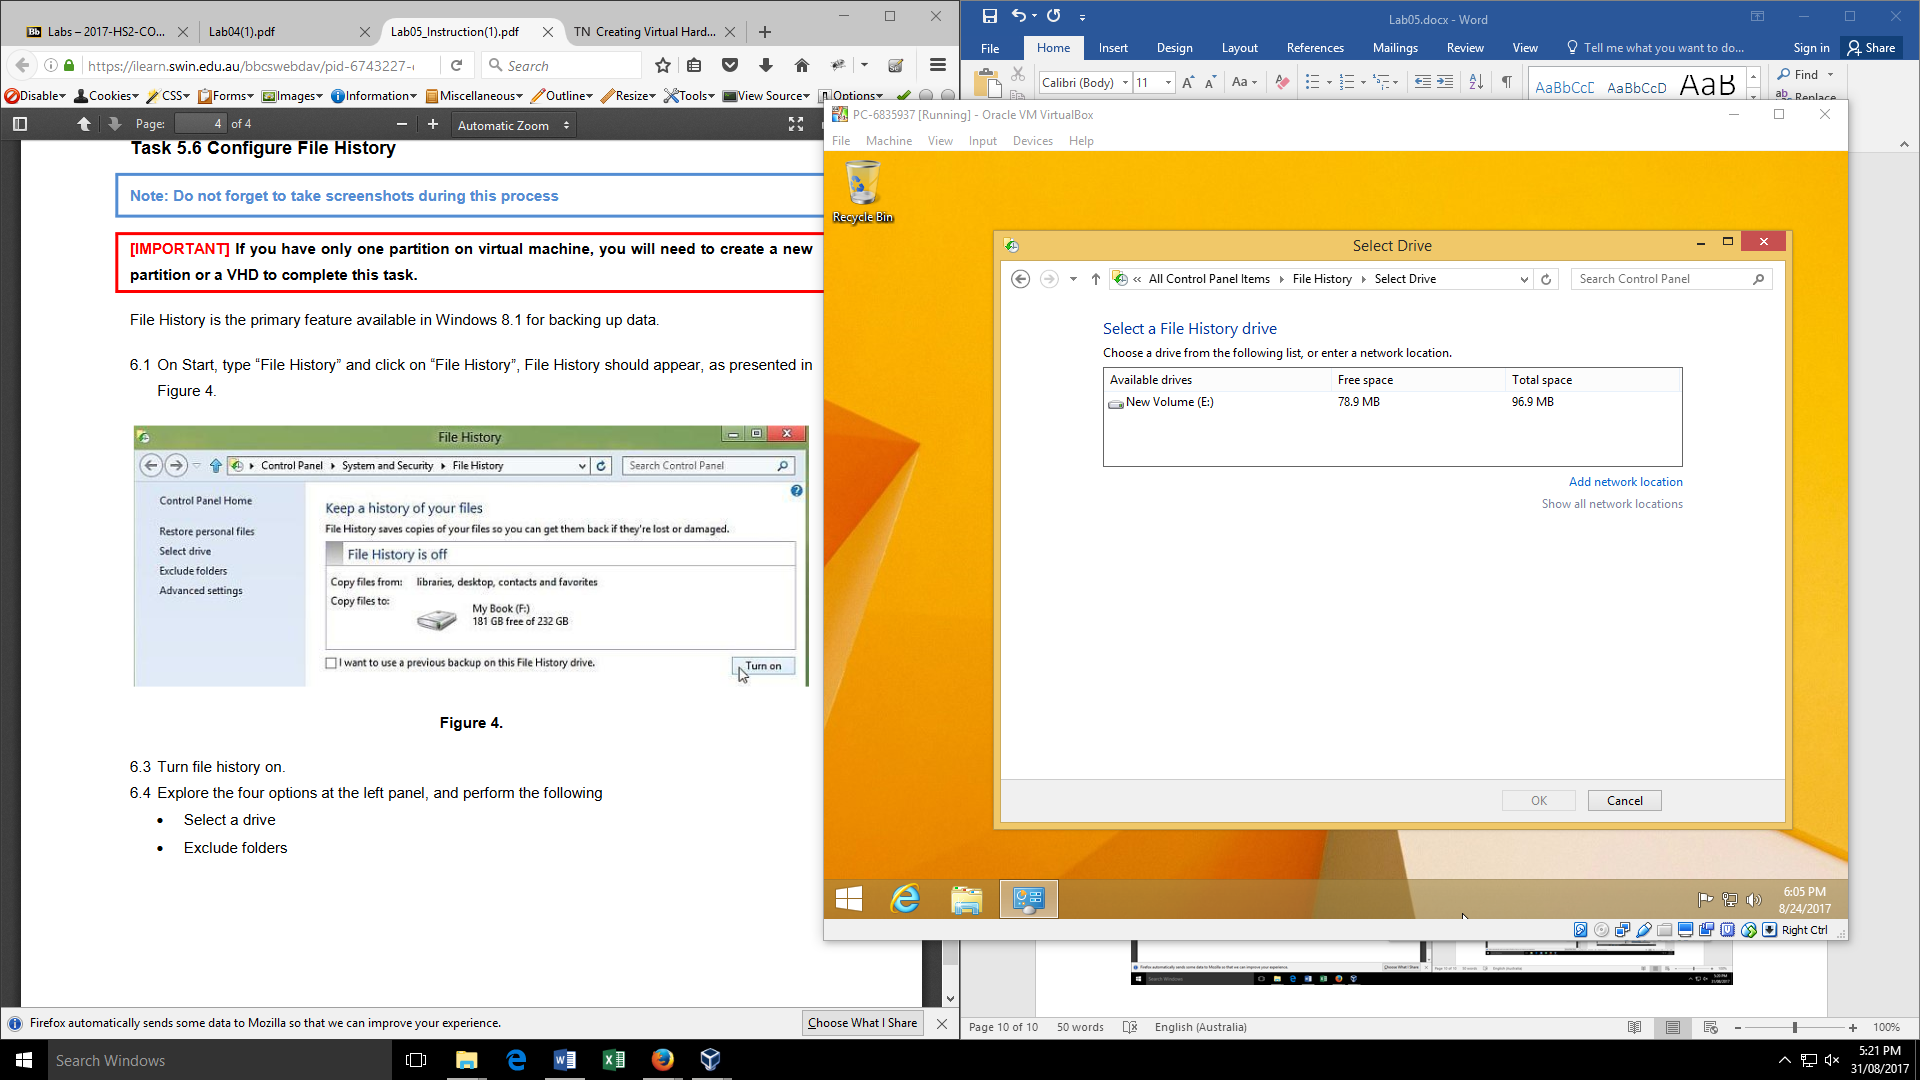 Labs – 2017-HS2-CO...
Lab04(1).pdf
Lab05_Instruction(1).pdf
TN Creating Virtual Hard...
https://ilearn.swin.edu.au/bbcswebdav/pid-6743227-
Search
Disable
Cookies
CSS
Forms
Images
Information
Miscellaneous
Outline
Resize
Tools
View Source
Options
Page: 4 of 4
Automatic Zoom
Task 5.6 Configure File History
Note: Do not forget to take screenshots during this process
[IMPORTANT] If you have only one partition on virtual machine, you will need to create a new
partition or a VHD to complete this task.
File History is the primary feature available in Windows 8.1 for backing up data.
6.1 On Start, type “File History” and click on “File History”, File History should appear, as presented in
Figure 4.
File History
Control Panel
System and Security
File History
Search Control Panel
Control Panel Home
Restore personal files
Select drive
Exclude folders
Advanced settings
Keep a history of your files
File History saves copies of your files so you can get them back if they're lost or damaged.
File History is off
Copy files from: libraries, desktop, contacts and favorites
Copy files to:
My Book (F:)
181 GB free of 232 GB
I want to use a previous backup on this File History drive.
Turn on
Figure 4.
6.3 Turn file history on.
6.4 Explore the four options at the left panel, and perform the following
• Select a drive
• Exclude folders
Firefox automatically sends some data to Mozilla so that we can improve your experience.
Choose What I Share
Lab05.docx - Word
File
Home
Insert
Design
Layout
References
Mailings
Review
View
Tell me what you want to do...
Sign in
Share
Calibri (Body)
11
Aa
AaBbCcDc
AaBbCcD
AaB
Find
Replace
PC-6835937 [Running] - Oracle VM VirtualBox
File
Machine
View
Input
Devices
Help
Recycle Bin
Select Drive
« All Control Panel Items
File History
Select Drive
Search Control Panel
Select a File History drive
Choose a drive from the following list, or enter a network location.
Available drives
Free space
Total space
New Volume (E:)
78.9 MB
96.9 MB
Add network location
Show all network locations
OK
Cancel
6:05 PM
8/24/2017
Right Ctrl
Page 10 of 10
50 words
English (Australia)
100%
Search Windows
5:21 PM
31/08/2017